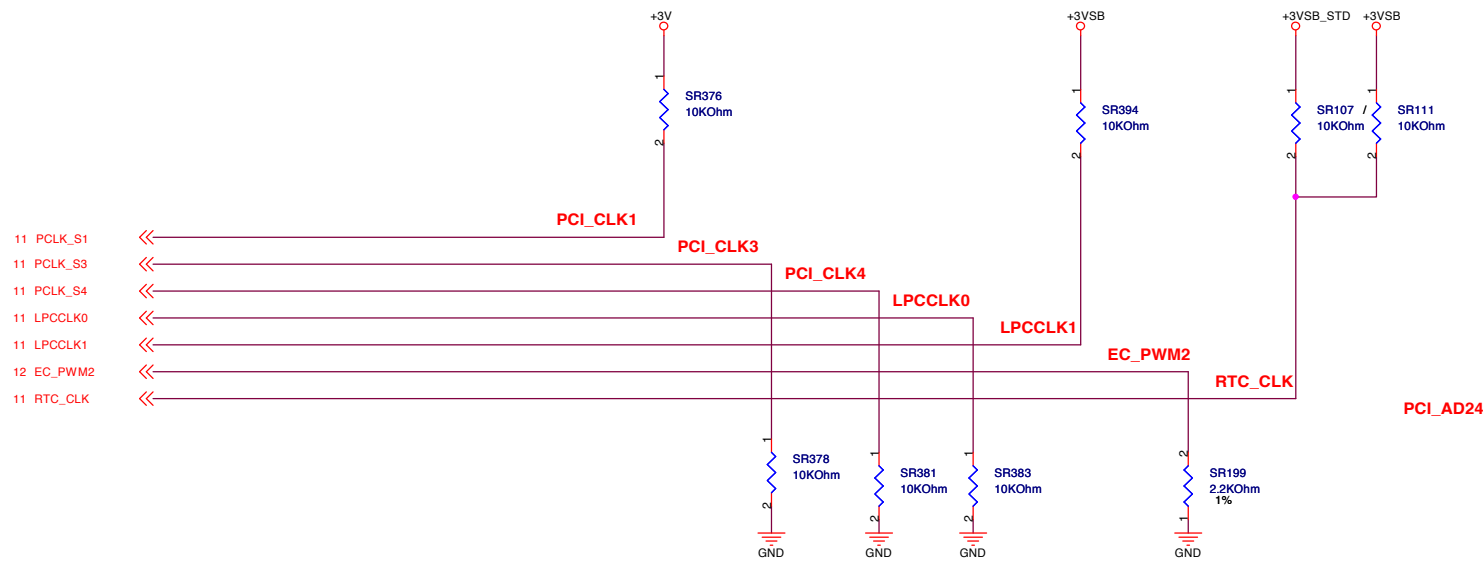 +3V
+3VSB
+3VSB_STD
+3VSB
1
SR376
10KOhm
2
1
SR394
10KOhm
2
1
SR107 /
10KOhm
2
1
SR111
10KOhm
2
PCI_CLK1
11 PCLK_S1
PCI_CLK3
11 PCLK_S3
PCI_CLK4
11 PCLK_S4
LPCCLK0
11 LPCCLK0
LPCCLK1
11 LPCCLK1
EC_PWM2
12 EC_PWM2
RTC_CLK
11 RTC_CLK
PCI_AD24
1
SR378
10KOhm
2
GND
1
SR381
10KOhm
2
GND
1
SR383
10KOhm
2
GND
2
SR199
2.2KOhm
1%
1
GND